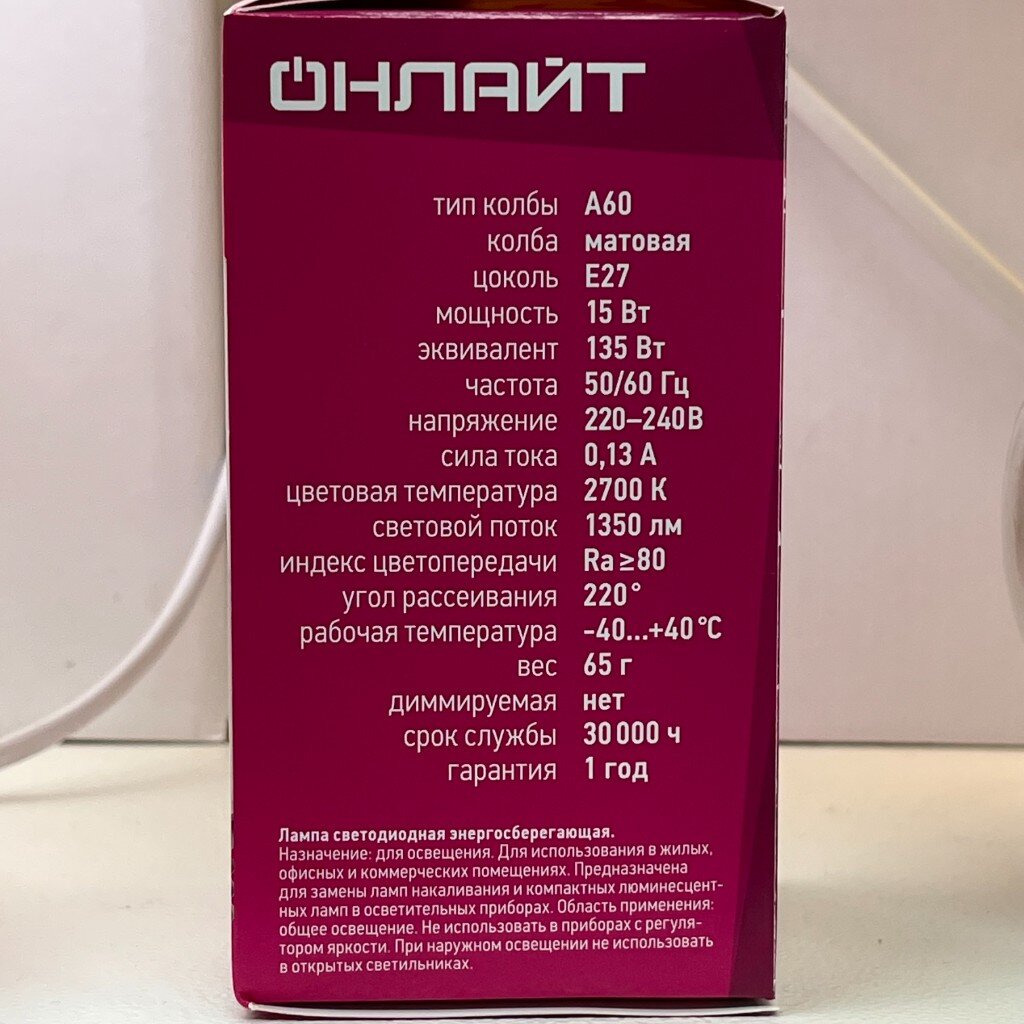 ОНЛАЙТ
тип колбы A60
колба матовая
цоколь E27
мощность 15 Вт
эквивалент 135 Вт
частота 50/60 Гц
напряжение 220–240В
сила тока 0,13 А
цветовая температура 2700 К
световой поток 1350 лм
индекс цветопередачи Ra≥80
угол рассеивания 220°
рабочая температура -40...+40°C
вес 65 г
диммируемая нет
срок службы 30 000 ч
гарантия 1 год
Лампа светодиодная энергосберегающая.
Назначение: для освещения. Для использования в жилых,
офисных и коммерческих помещениях. Предназначена
для замены ламп накаливания и компактных люминесцент-
ных ламп в осветительных приборах. Область применения:
общее освещение. Не использовать в приборах с регуля-
тором яркости. При наружном освещении не использовать
в открытых светильниках.